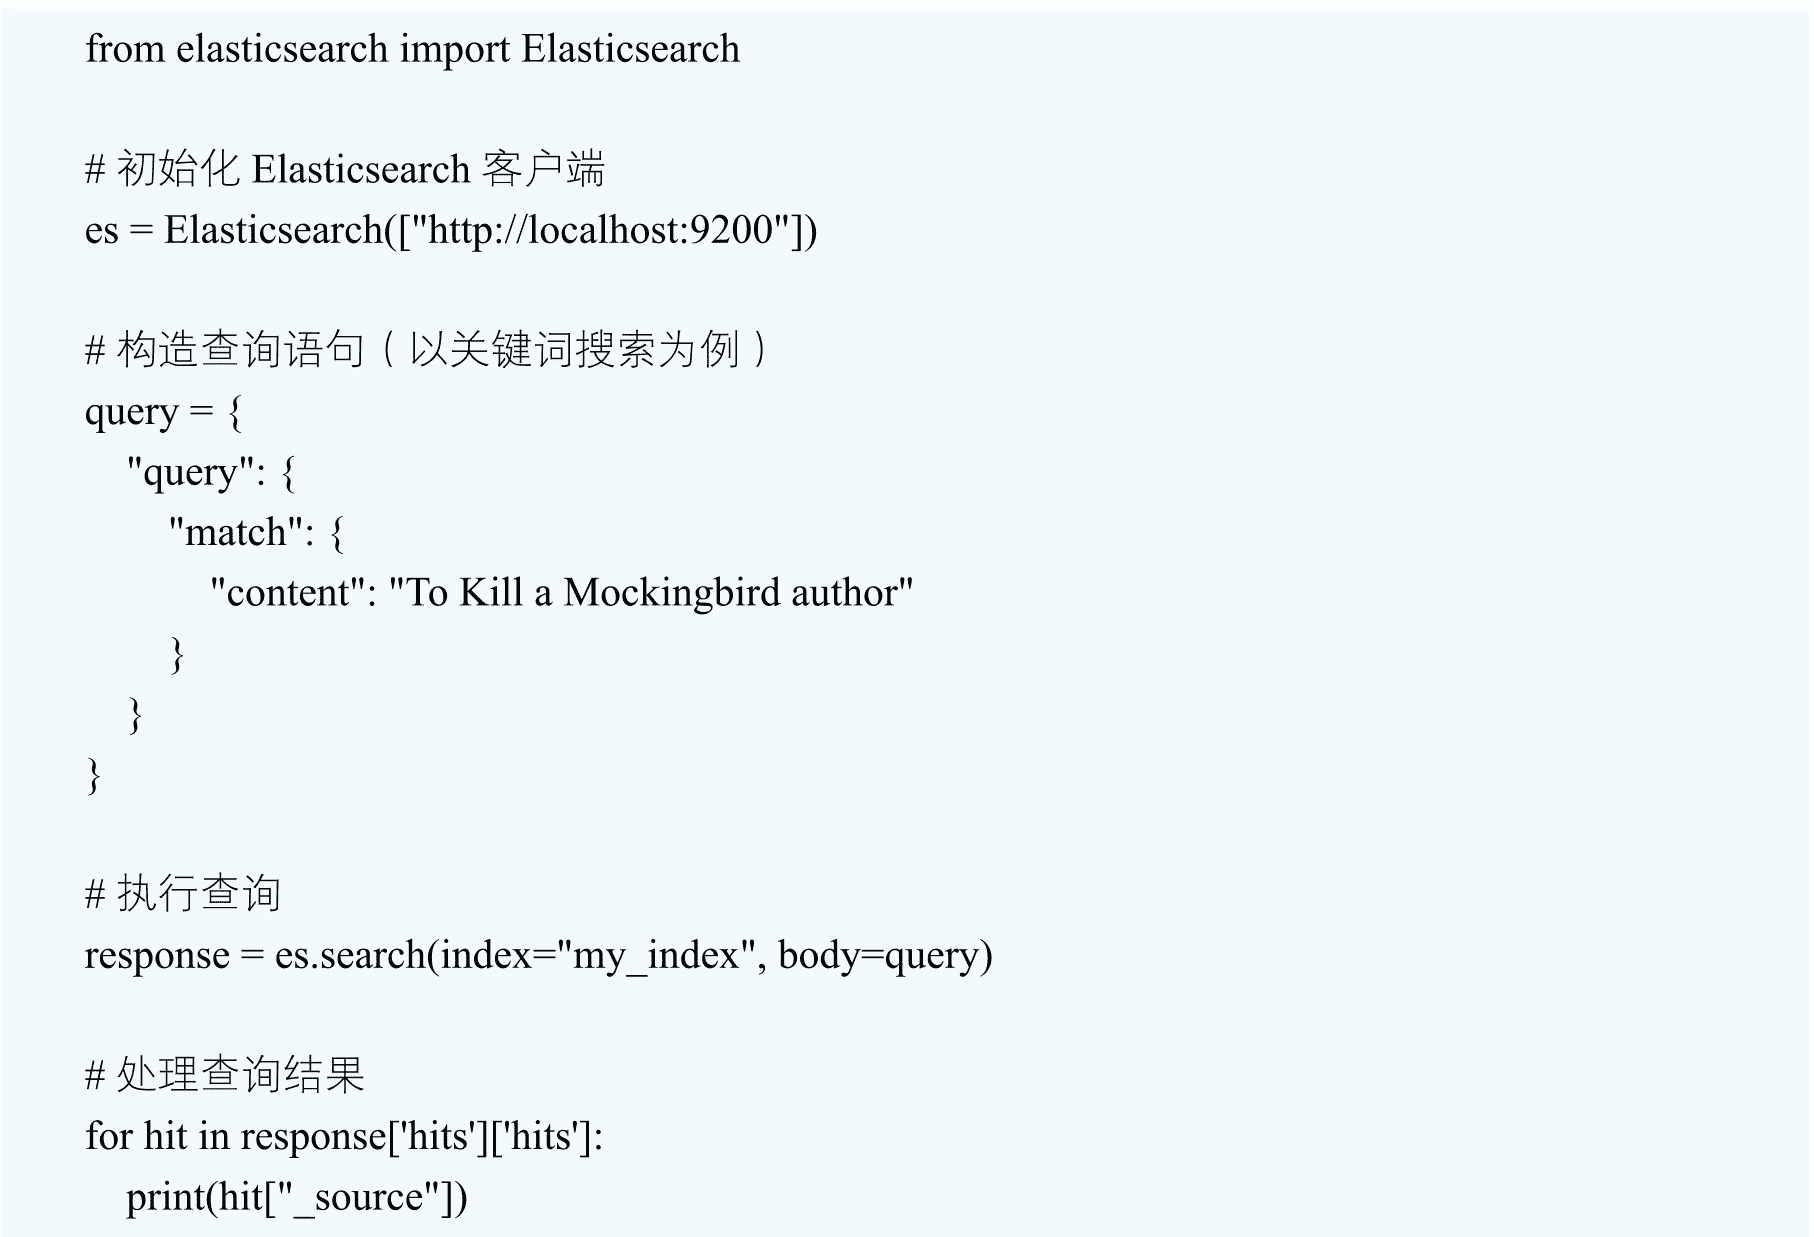 from elasticsearch import Elasticsearch
# 初始化 Elasticsearch 客户端
es = Elasticsearch(["http://localhost:9200"])
# 构造查询语句（以关键词搜索为例）
query = {
"query": {
"match": {
"content": "To Kill a Mockingbird author"
}
}
}
# 执行查询
response = es.search(index="my_index", body=query)
# 处理查询结果
for hit in response['hits']['hits']:
print(hit["_source"])